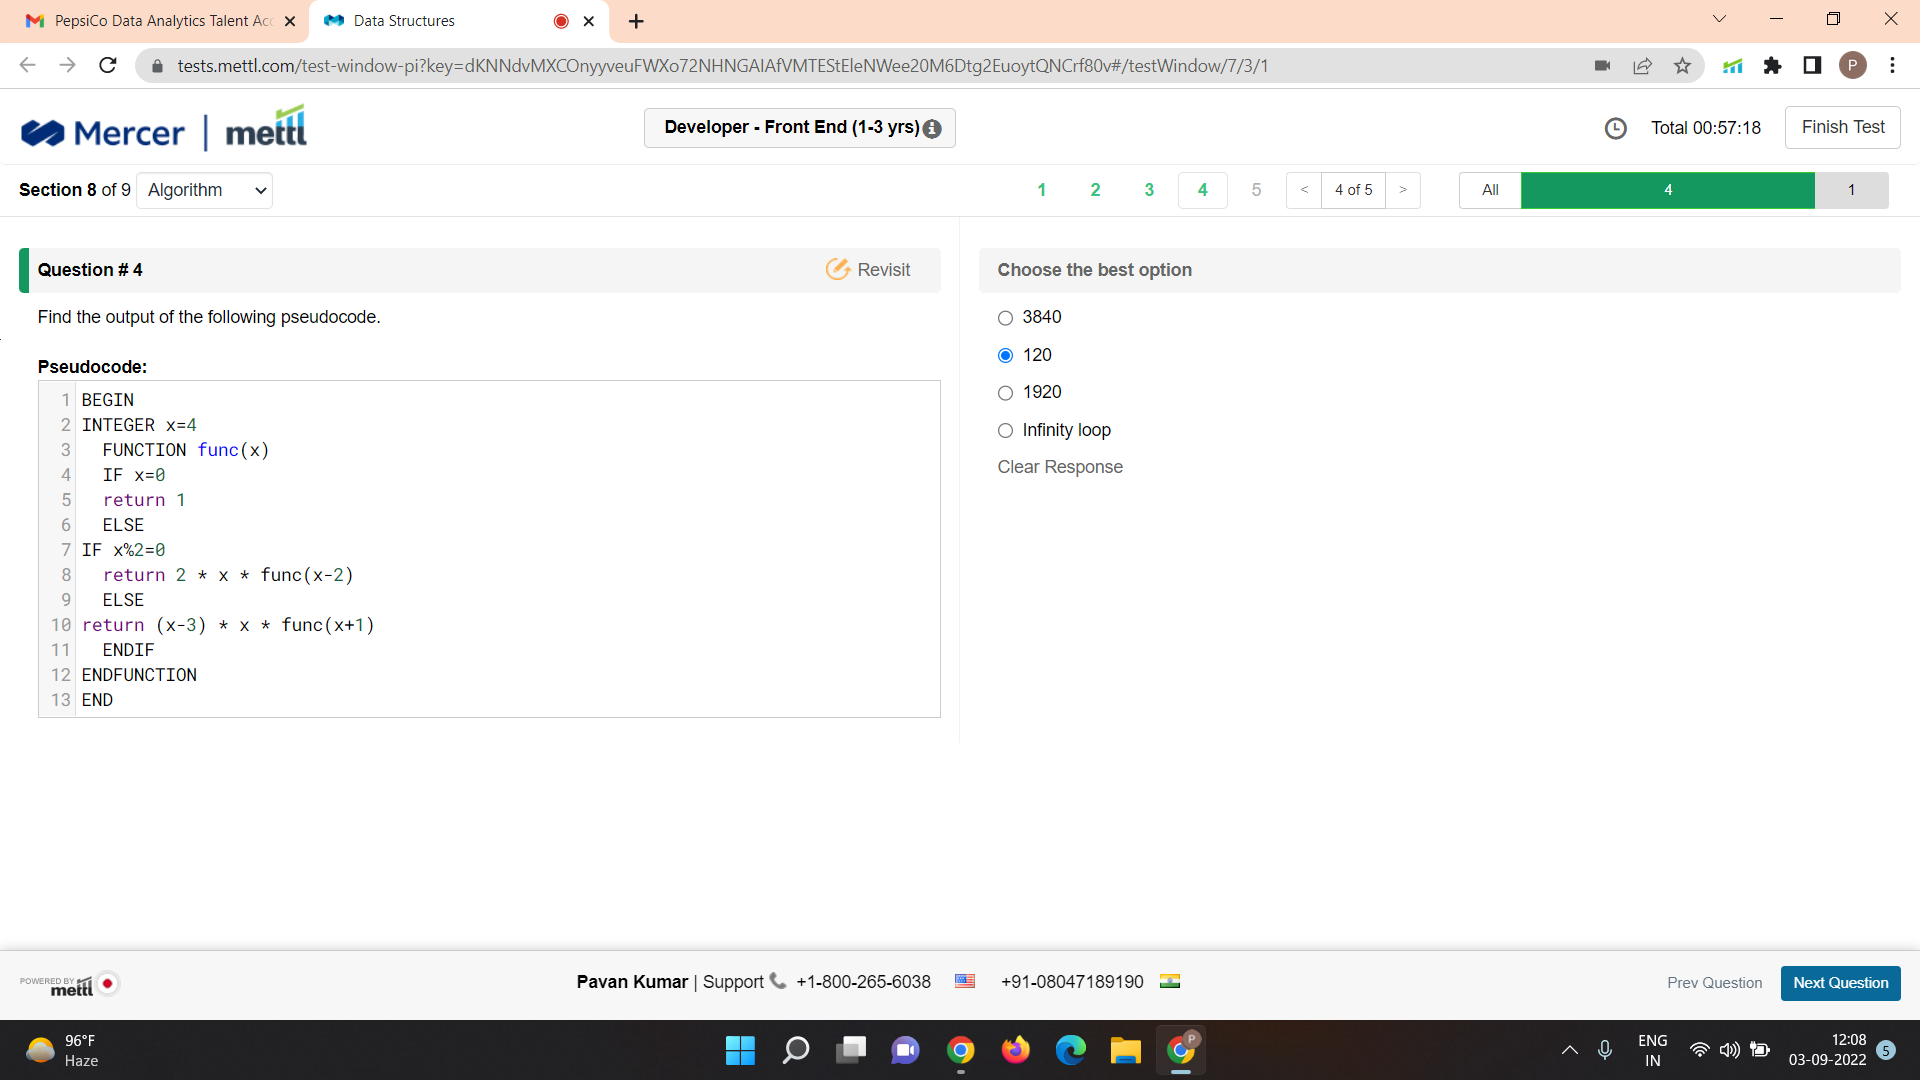 PepsiCo Data Analytics Talent Acc
Data Structures
tests.mettl.com/test-window-pi?key=dKNNdvMXCOnyyveuFWXo72NHNGAIAfVMTEStEleNWee20M6Dtg2EuoytQNCrf80v#/testWindow/7/3/1
P
Mercer | mettl
Developer - Front End (1-3 yrs)
Total 00:57:18
Finish Test
Section 8 of 9
Algorithm
1 2 3 4 5
< 4 of 5 >
All 4 1
Question # 4
Revisit
Find the output of the following pseudocode.
Pseudocode:
1 BEGIN
2 INTEGER x=4
3 FUNCTION func(x)
4 IF x=0
5 return 1
6 ELSE
7 IF x%2=0
8 return 2 * x * func(x-2)
9 ELSE
10 return (x-3) * x * func(x+1)
11 ENDIF
12 ENDFUNCTION
13 END
Choose the best option
3840
120
1920
Infinity loop
Clear Response
POWERED BY
mettl
Pavan Kumar | Support +1-800-265-6038 +91-08047189190
Prev Question
Next Question
96°F
Haze
P
ENG
IN
12:08
03-09-2022
5